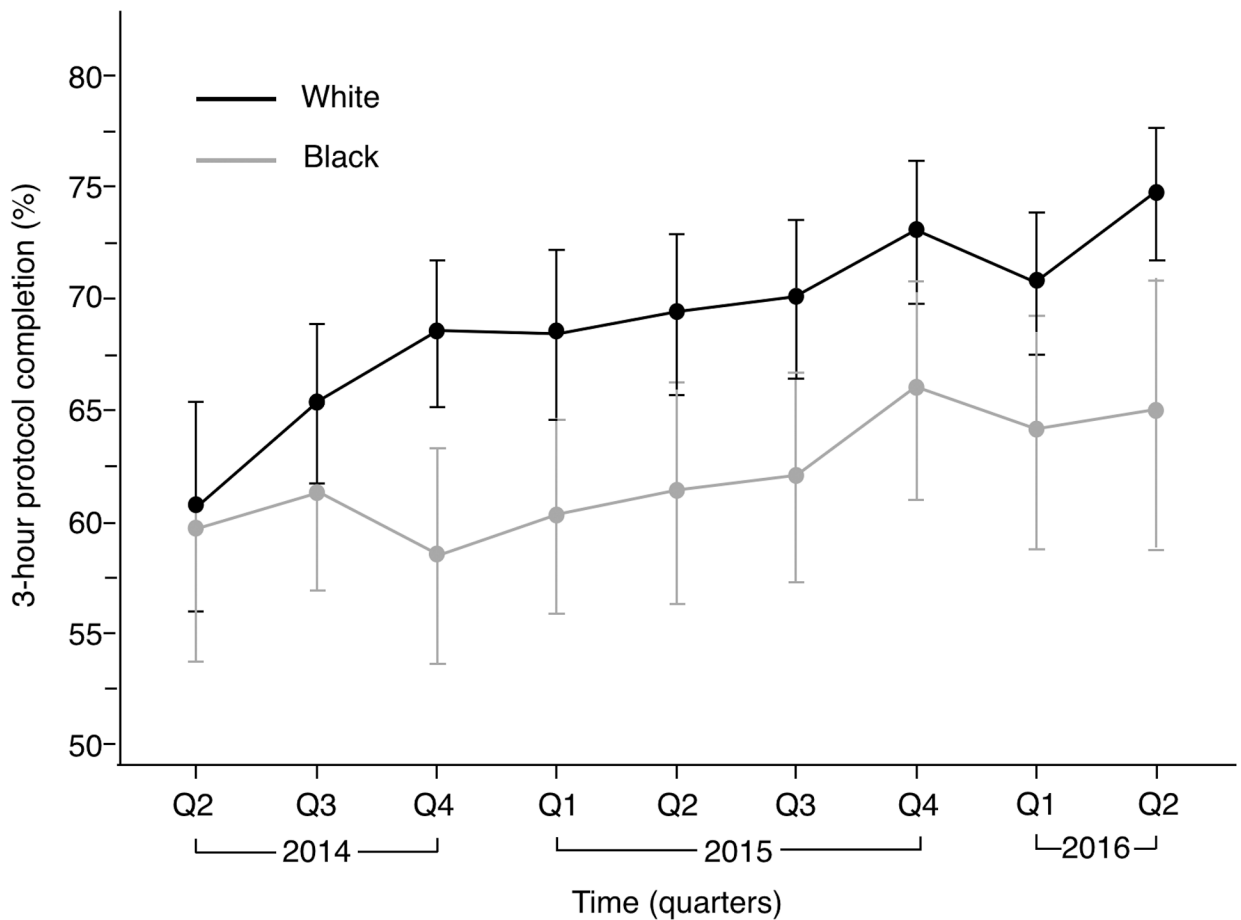 White
Black
3-hour protocol completion (%)
80
75
70
65
60
55
50
Q2 Q3 Q4 Q1 Q2 Q3 Q4 Q1 Q2
2014 2015 2016
Time (quarters)